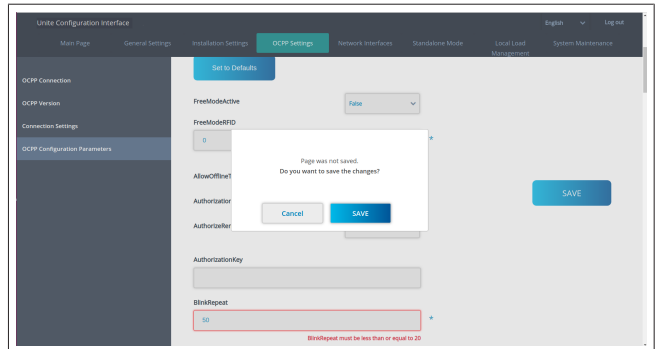 Unite Configuration Interface
English
Log out
Main Page
General Settings
Installation Settings
OCPP Settings
Network Interfaces
Standalone Mode
Local Load
Management
System Maintenance
OCPP Connection
OCPP Version
Connection Settings
OCPP Configuration Parameters
Set to Defaults
FreeModeActive
False
FreeModeRFID
0
*
Page was not saved.
Do you want to save the changes?
Cancel
SAVE
AllowOfflineT
Authorization
AuthorizeRer
SAVE
AuthorizationKey
BlinkRepeat
50
*
BlinkRepeat must be less than or equal to 20